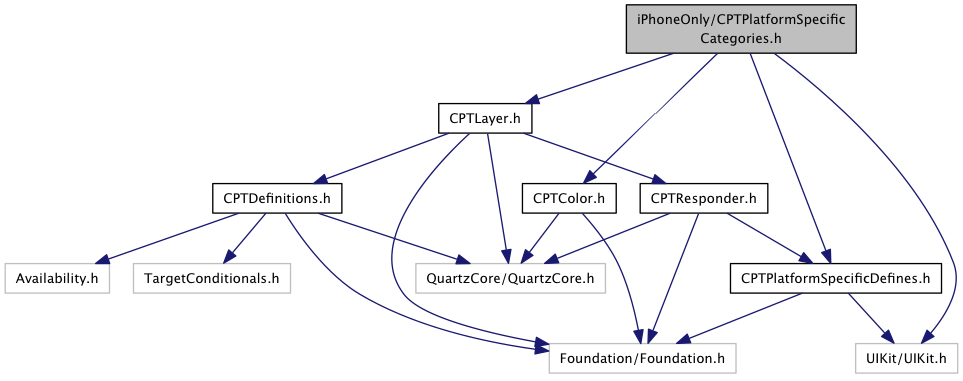 iPhoneOnly/CPTPlatformSpecific
Categories.h
CPTLayer.h
CPTDefinitions.h
CPTColor.h
CPTResponder.h
Availability.h
TargetConditionals.h
QuartzCore/QuartzCore.h
CPTPlatformSpecificDefines.h
Foundation/Foundation.h
UIKit/UIKit.h